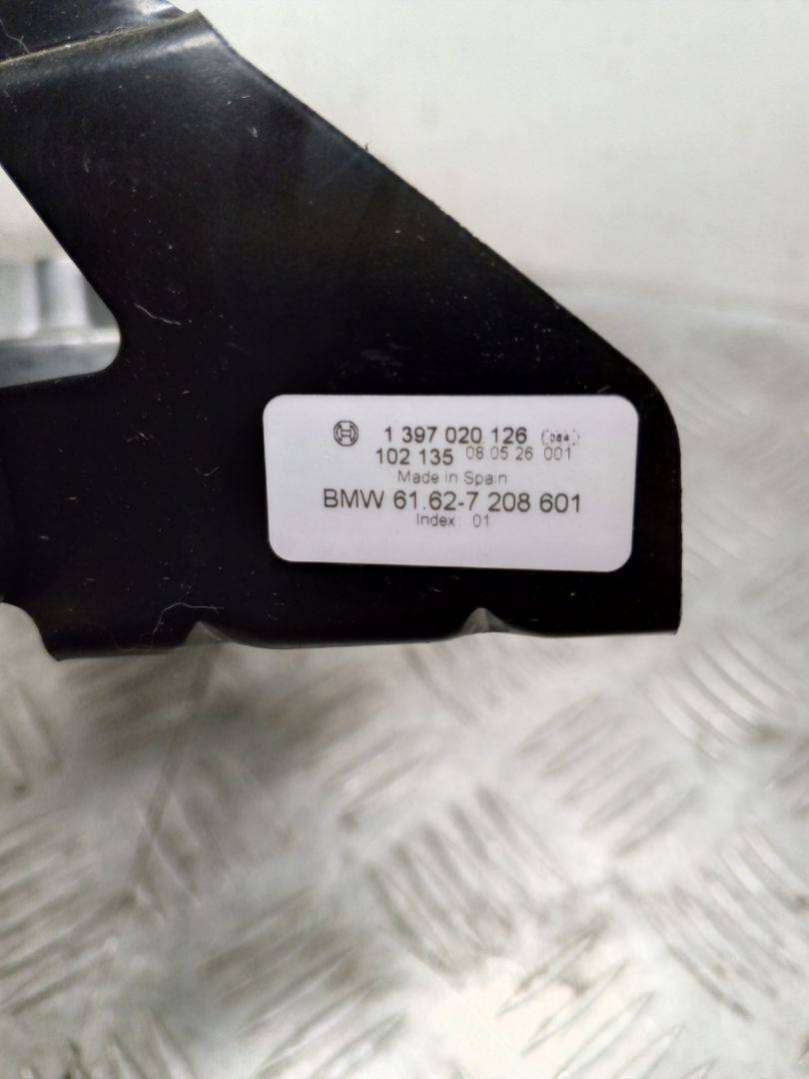 1 397 020 126
102 135 08 05 26 001
Made in Spain
BMW 61.62-7 208 601
Index: 01